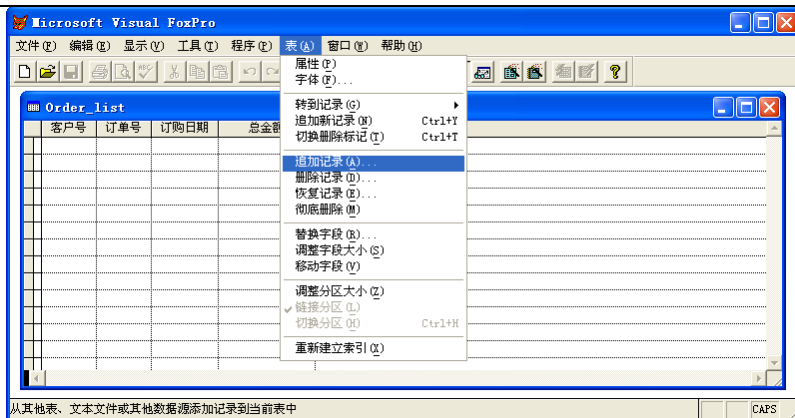 Microsoft Visual FoxPro
文件(F) 编辑(E) 显示(V) 工具(T) 程序(P) 表(A) 窗口(W) 帮助(H)
属性(P)
字体(F)...
Order_list
转到记录(G)
追加新记录(N) Ctrl+Y
切换删除标记(T) Ctrl+T
客户号 订单号 订购日期 总金额
追加记录(A)...
删除记录(D)...
恢复记录(E)...
彻底删除(M)
替换字段(R)...
调整字段大小(S)
移动字段(V)
调整分区大小(Z)
链接分区(L)
切换分区(H) Ctrl+H
重新建立索引(X)
从其他表、文本文件或其他数据源添加记录到当前表中 CAPS